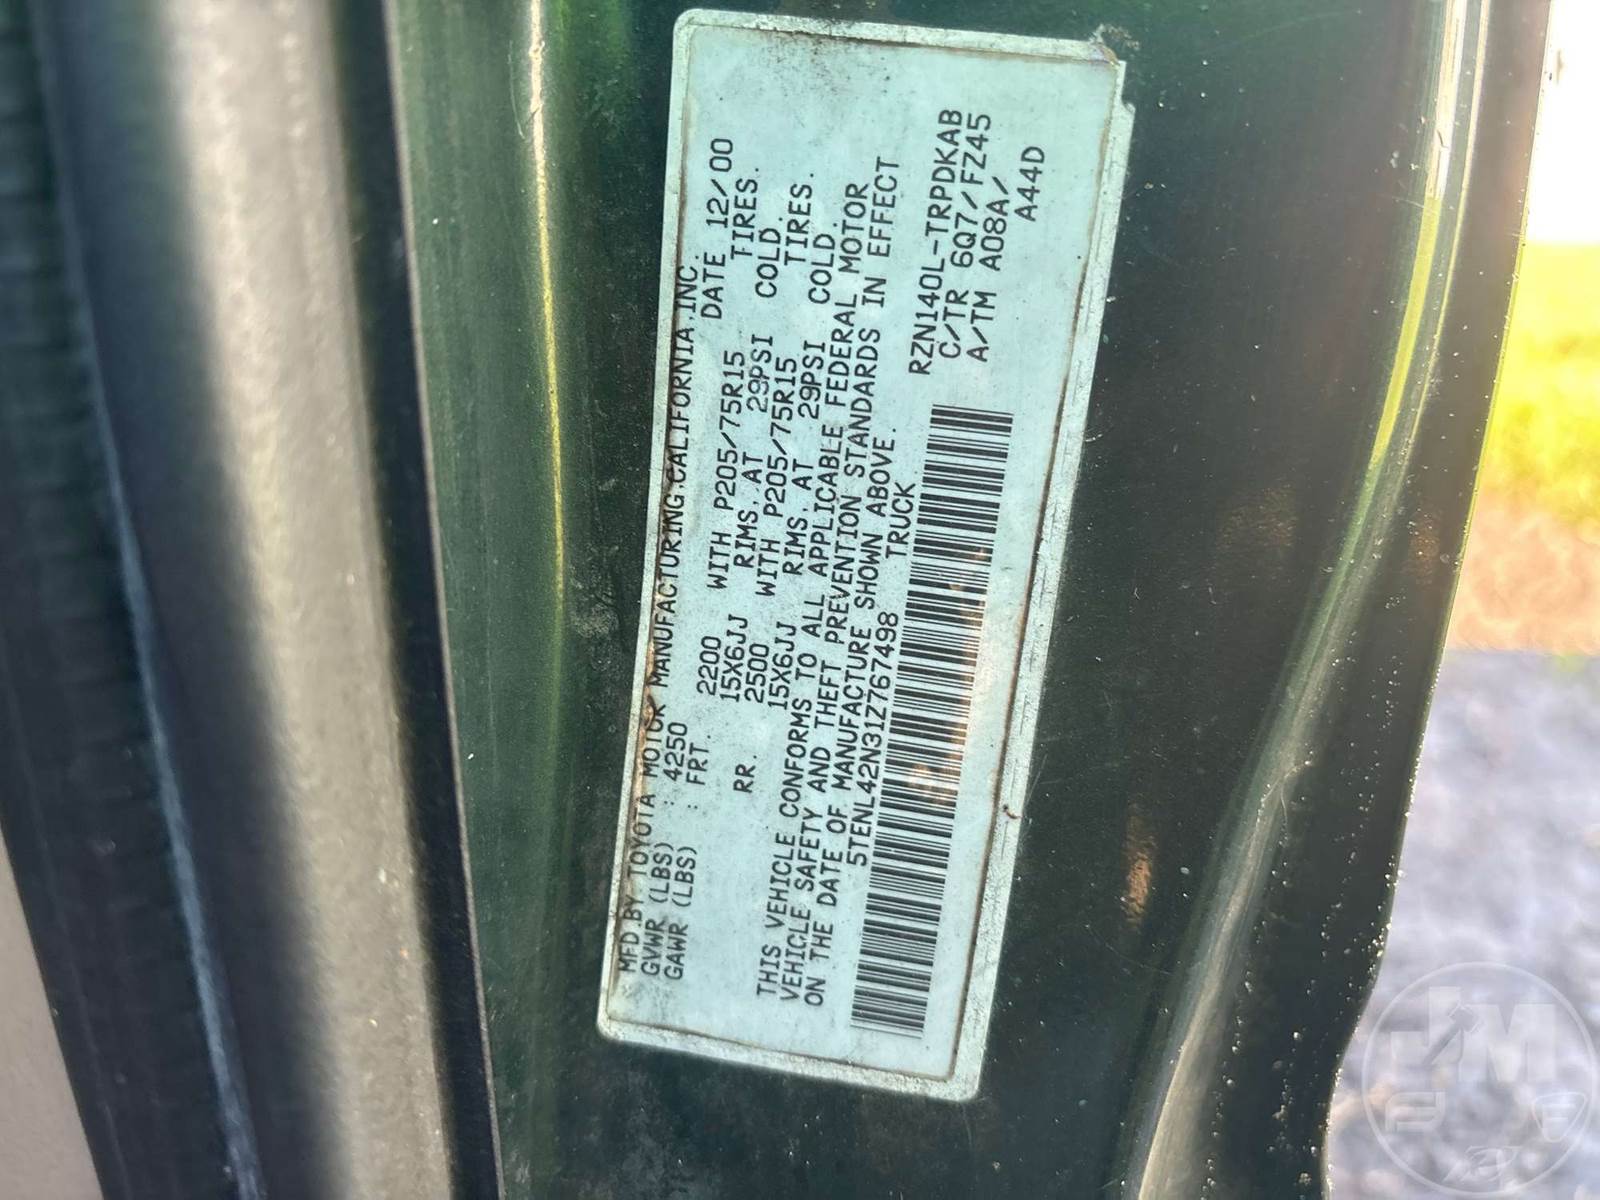 MFD BY: TOYOTA MOTOR MANUFACTURING, CALIFORNIA, INC.
GVWR (LBS) : 4250 DATE 12/00
GAWR (LBS) : FRT. 2200 WITH P205/75R15 TIRES.
15X6JJ RIMS, AT 29PSI COLD.
RR. 2500 WITH P205/75R15 TIRES.
15X6JJ RIMS, AT 29PSI COLD.
THIS VEHICLE CONFORMS TO ALL APPLICABLE FEDERAL MOTOR
VEHICLE SAFETY AND THEFT PREVENTION STANDARDS IN EFFECT
ON THE DATE OF MANUFACTURE SHOWN ABOVE.
5TENL42N31Z767498 TRUCK
RZN140L-TRPDKAB
C/TR 6Q7/FZ45
A/TM A08A/
A44D
JM